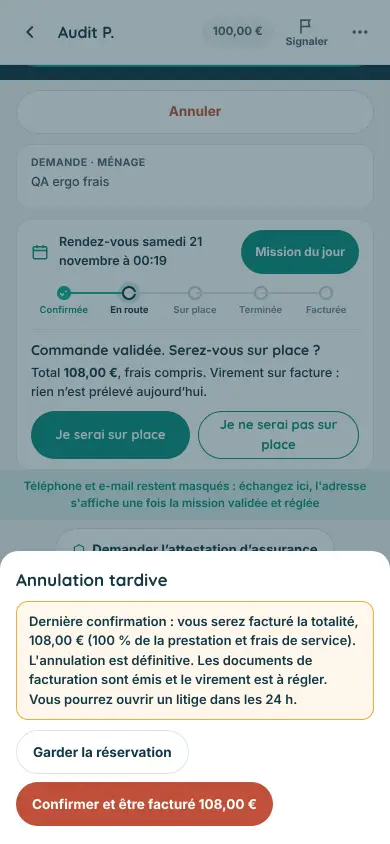 Audit P.
100,00 €
Signaler
Annuler
DEMANDE · MÉNAGE
QA ergo frais
Rendez-vous samedi 21
novembre à 00:19
Mission du jour
Confirmée
En route
Sur place
Terminée
Facturée
Commande validée. Serez-vous sur place ?
Total 108,00 €, frais compris. Virement sur facture :
rien n’est prélevé aujourd’hui.
Je serai sur place
Je ne serai pas sur
place
Téléphone et e-mail restent masqués : échangez ici, l'adresse
s'affiche une fois la mission validée et réglée
Demander l’attestation d’assurance
Annulation tardive
Dernière confirmation : vous serez facturé la totalité,
108,00 € (100 % de la prestation et frais de service).
L'annulation est définitive. Les documents de
facturation sont émis et le virement est à régler.
Vous pourrez ouvrir un litige dans les 24 h.
Garder la réservation
Confirmer et être facturé 108,00 €